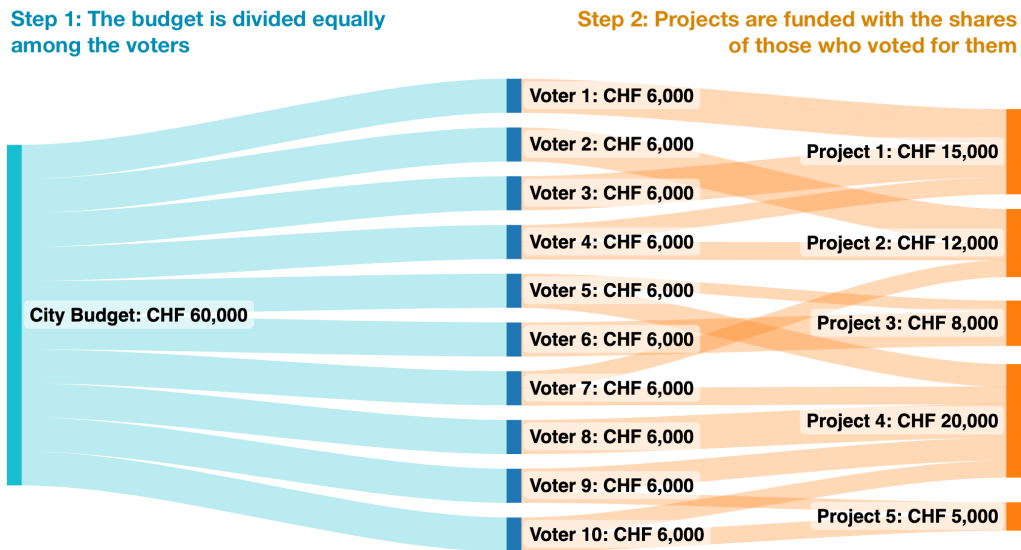 Step 1: The budget is divided equally
among the voters
Step 2: Projects are funded with the shares
of those who voted for them
City Budget: CHF 60,000
Voter 1: CHF 6,000
Voter 2: CHF 6,000
Voter 3: CHF 6,000
Voter 4: CHF 6,000
Voter 5: CHF 6,000
Voter 6: CHF 6,000
Voter 7: CHF 6,000
Voter 8: CHF 6,000
Voter 9: CHF 6,000
Voter 10: CHF 6,000
Project 1: CHF 15,000
Project 2: CHF 12,000
Project 3: CHF 8,000
Project 4: CHF 20,000
Project 5: CHF 5,000